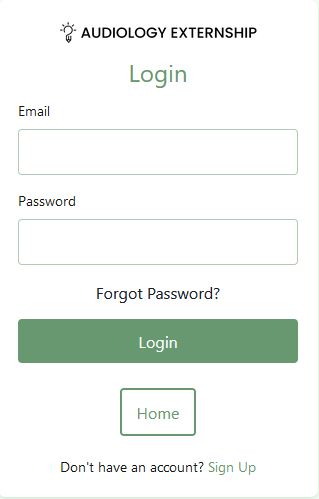 AUDIOLOGY EXTERNSHIP
Login
Email
Password
Forgot Password?
Login
Home
Don't have an account? Sign Up